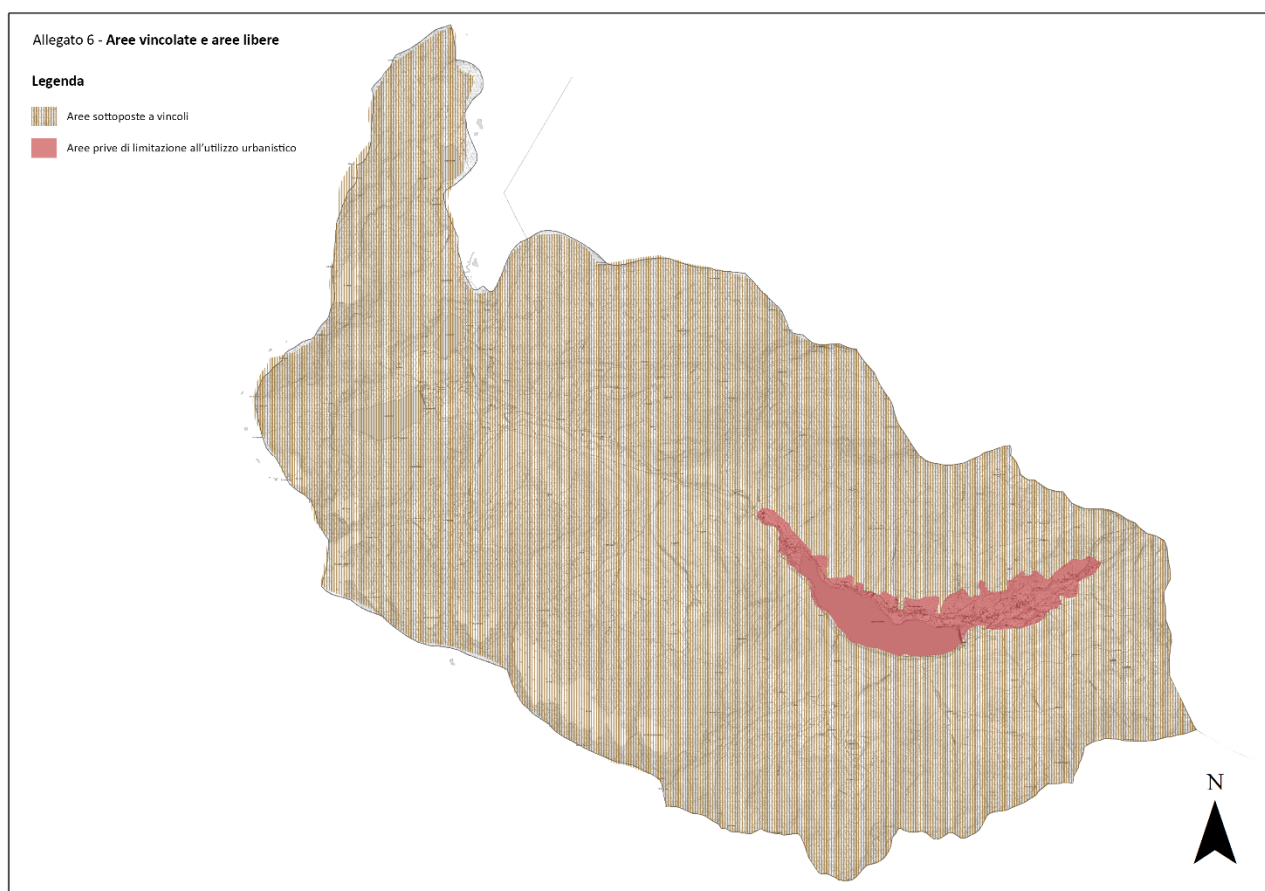 Allegato 6 - Aree vincolate e aree libere
Legenda
Aree sottoposte a vincoli
Aree prive di limitazione all'utilizzo urbanistico
N